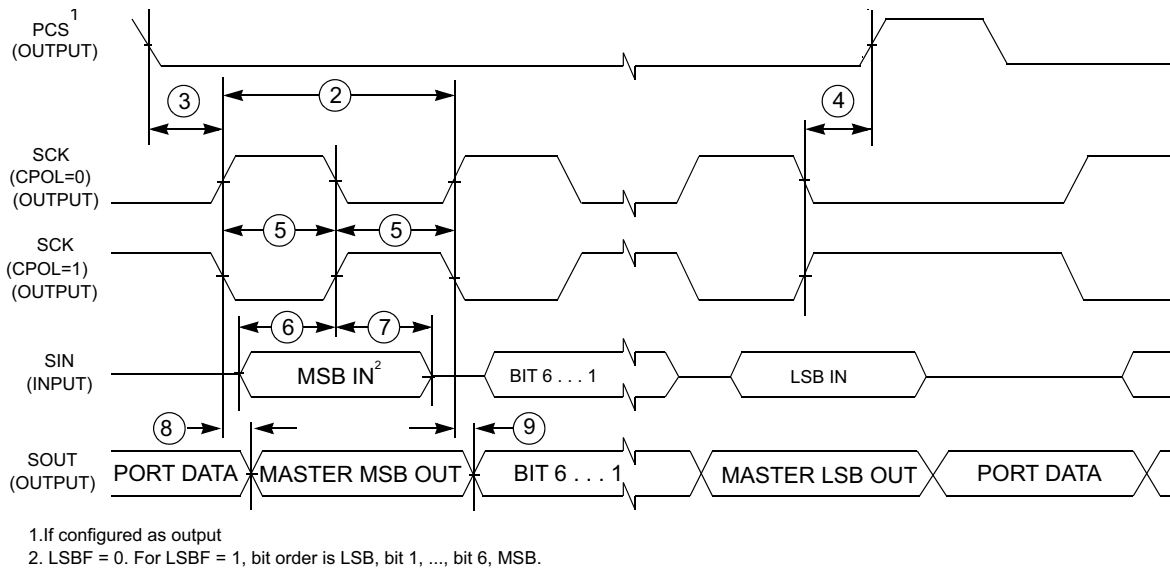 PCS 1
(OUTPUT)
3
2
4
SCK
(CPOL=0)
(OUTPUT)
5
5
SCK
(CPOL=1)
(OUTPUT)
6
7
SIN
(INPUT)
MSB IN2
BIT 6 . . . 1
LSB IN
8
9
SOUT
(OUTPUT)
PORT DATA
MASTER MSB OUT
BIT 6 . . . 1
MASTER LSB OUT
PORT DATA
1.If configured as output
2. LSBF = 0. For LSBF = 1, bit order is LSB, bit 1, ..., bit 6, MSB.